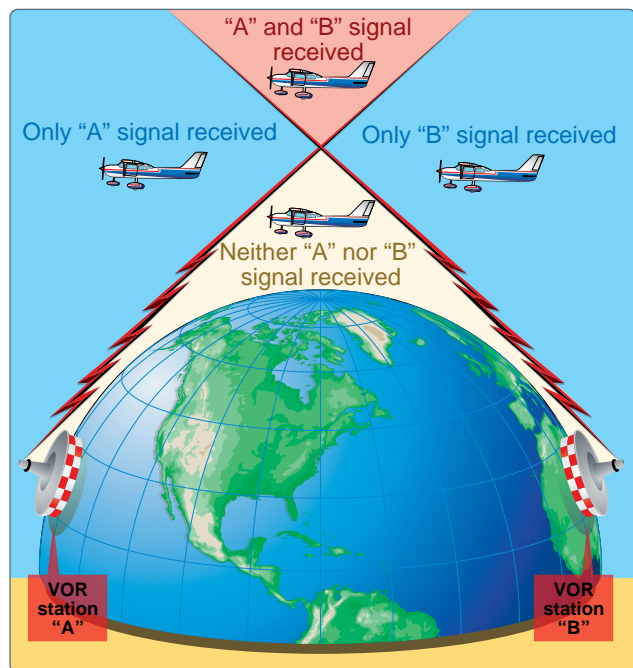 “A” and “B” signal
received
Only “A” signal received
Only “B” signal received
Neither “A” nor “B”
signal received
VOR
station
“A”
VOR
station
“B”